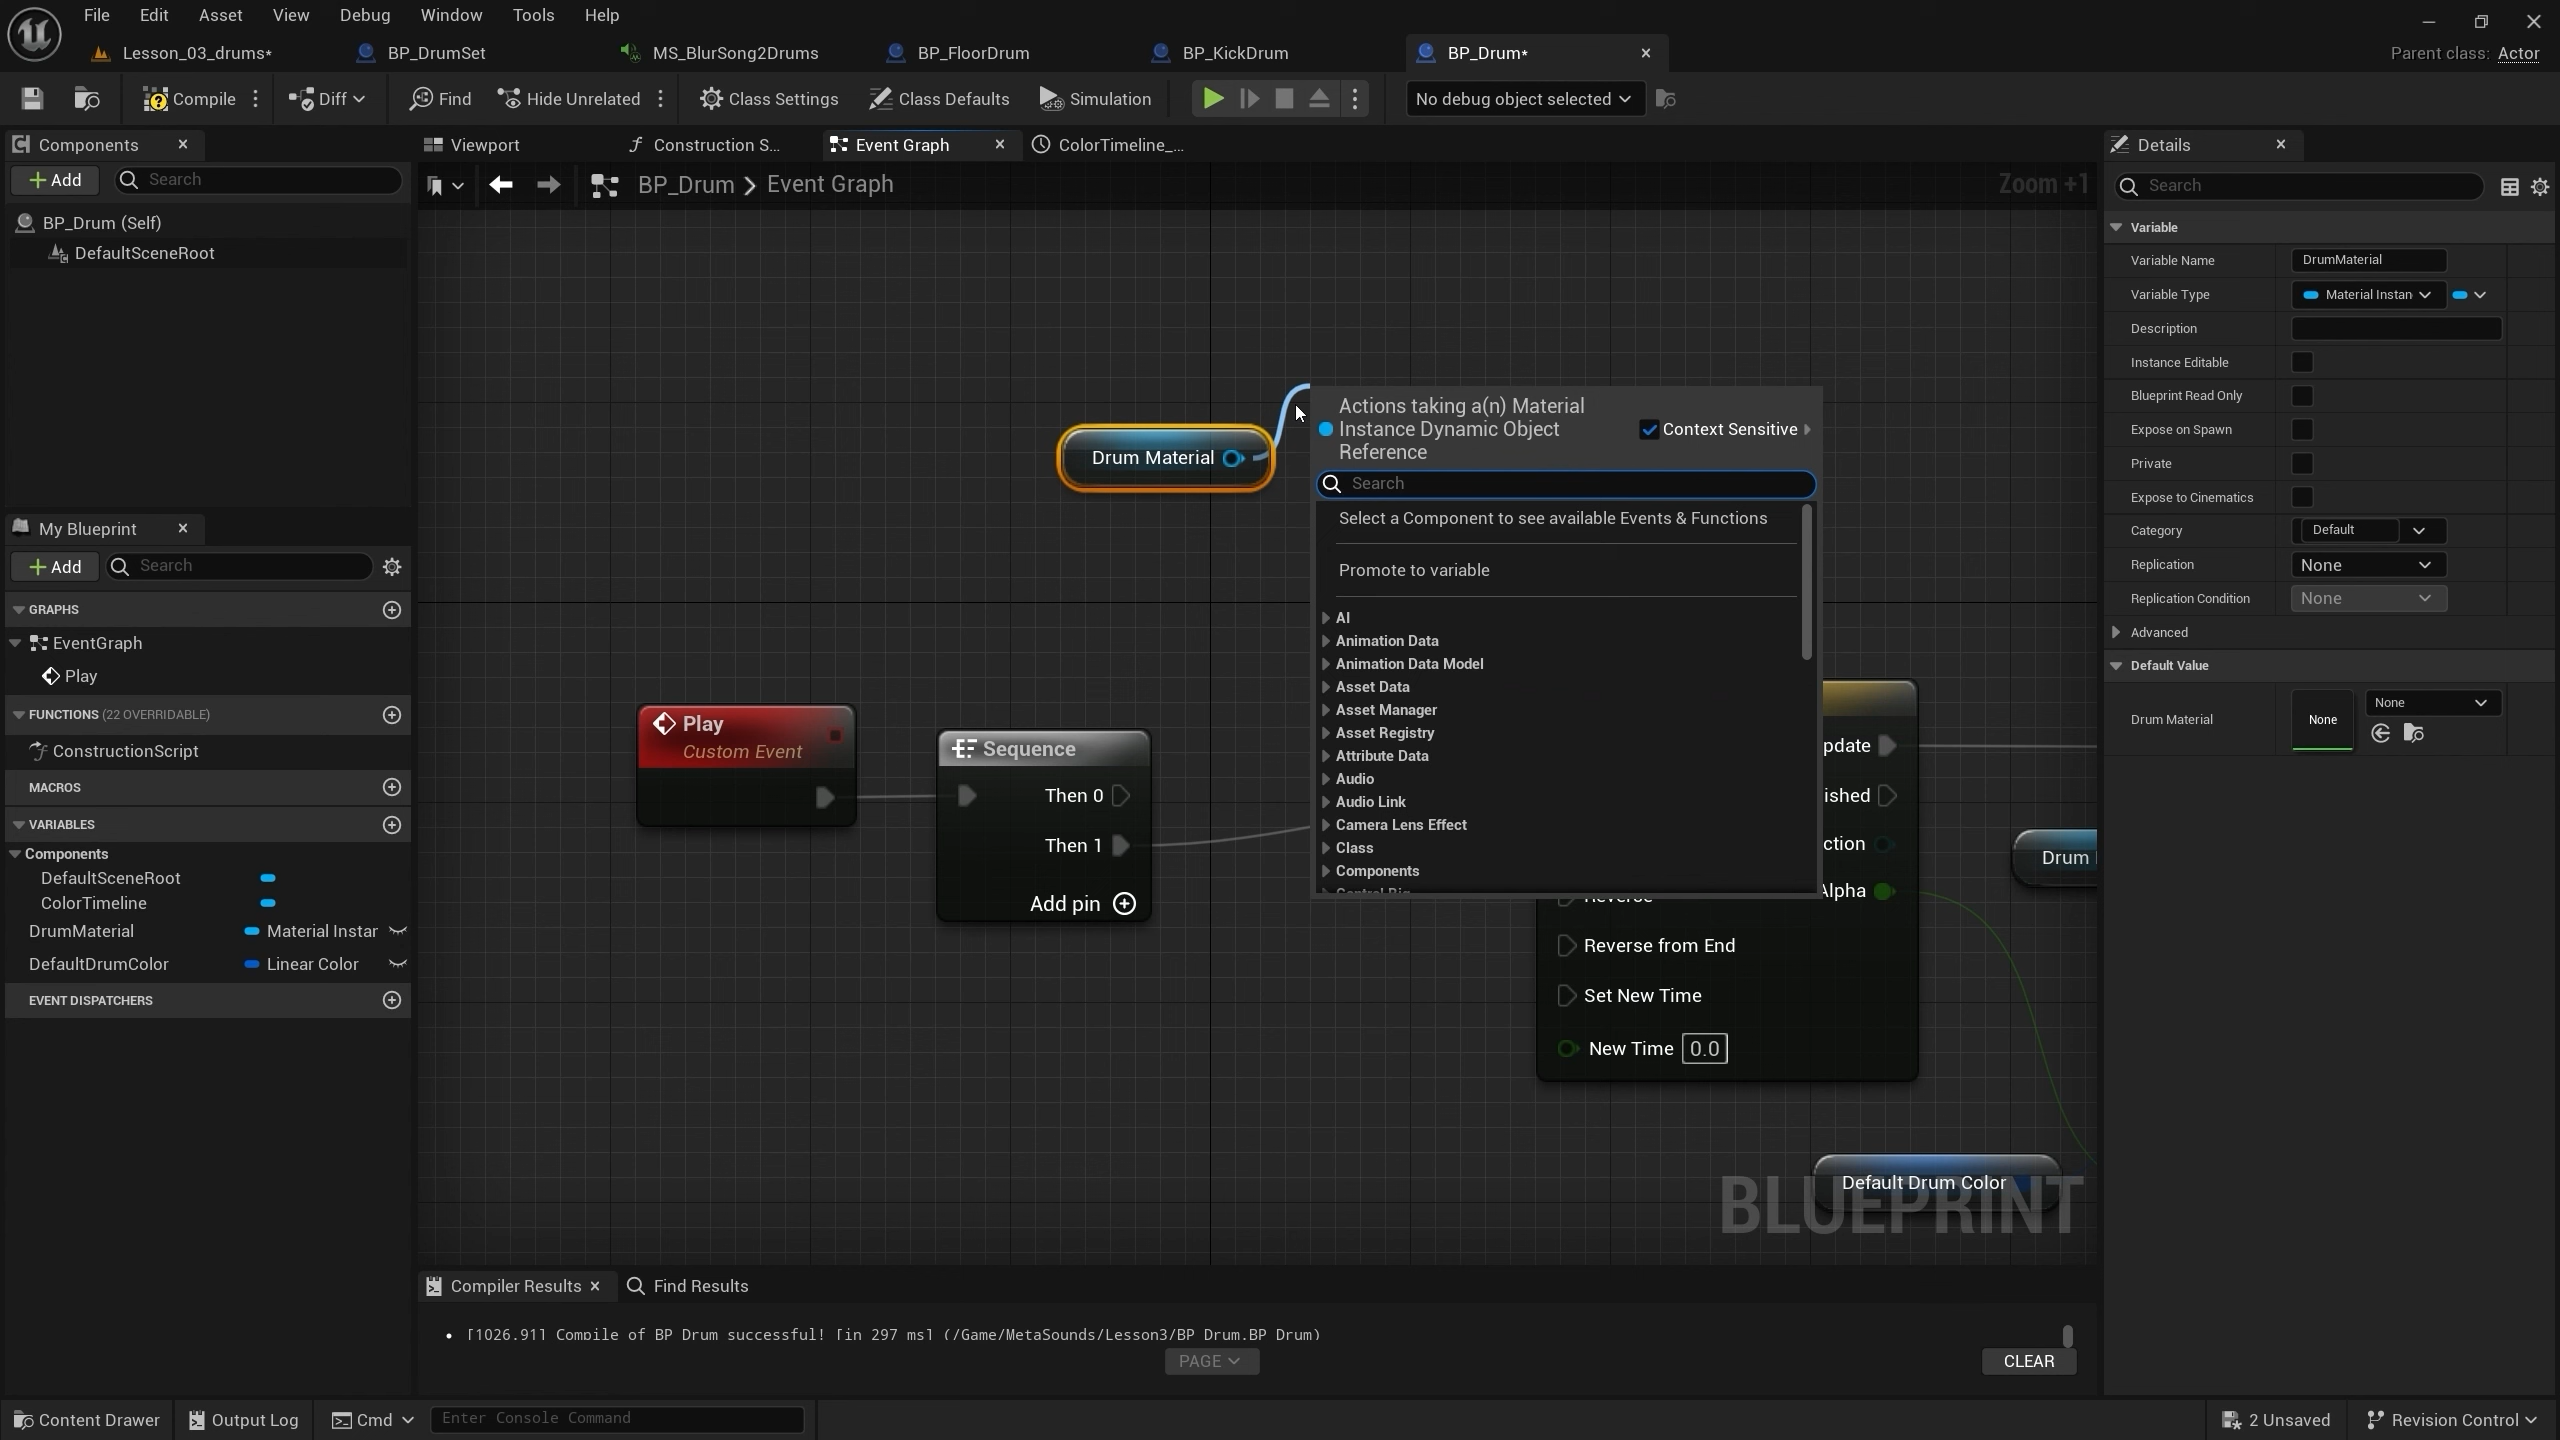 File Edit Asset View Debug Window Tools Help
Lesson_03_drums* BP_DrumSet MS_BlurSong2Drums BP_FloorDrum BP_KickDrum BP_Drum* Parent class: Actor
Compile Diff Find Hide Unrelated Class Settings Class Defaults Simulation No debug object selected
Components
Add Search
BP_Drum (Self)
DefaultSceneRoot
My Blueprint
Add Search
GRAPHS
EventGraph
Play
FUNCTIONS (22 OVERRIDABLE)
ConstructionScript
MACROS
VARIABLES
Components
DefaultSceneRoot
ColorTimeline
DrumMaterial Material Instar
DefaultDrumColor Linear Color
EVENT DISPATCHERS
Viewport Construction S... Event Graph ColorTimeline_...
BP_Drum > Event Graph Zoom +1
Drum Material
Actions taking a(n) Material
Instance Dynamic Object
Reference
Context Sensitive
Search
Select a Component to see available Events & Functions
Promote to variable
AI
Animation Data
Animation Data Model
Asset Data
Asset Manager
Asset Registry
Attribute Data
Audio
Audio Link
Camera Lens Effect
Class
Components
Play
Custom Event
Sequence
Then 0
Then 1
Add pin
pdate
ished
ction
Alpha
Reverse
Reverse from End
Set New Time
New Time 0.0
Drum
Default Drum Color
BLUEPRINT
Compiler Results Find Results
• [1026.91] Compile of BP_Drum successful! [in 297 ms] (/Game/MetaSounds/Lesson3/BP_Drum.BP_Drum)
PAGE CLEAR
Details
Search
Variable
Variable Name DrumMaterial
Variable Type Material Instan
Description
Instance Editable
Blueprint Read Only
Expose on Spawn
Private
Expose to Cinematics
Category Default
Replication None
Replication Condition None
Advanced
Default Value
Drum Material None None
Content Drawer Output Log Cmd Enter Console Command 2 Unsaved Revision Control